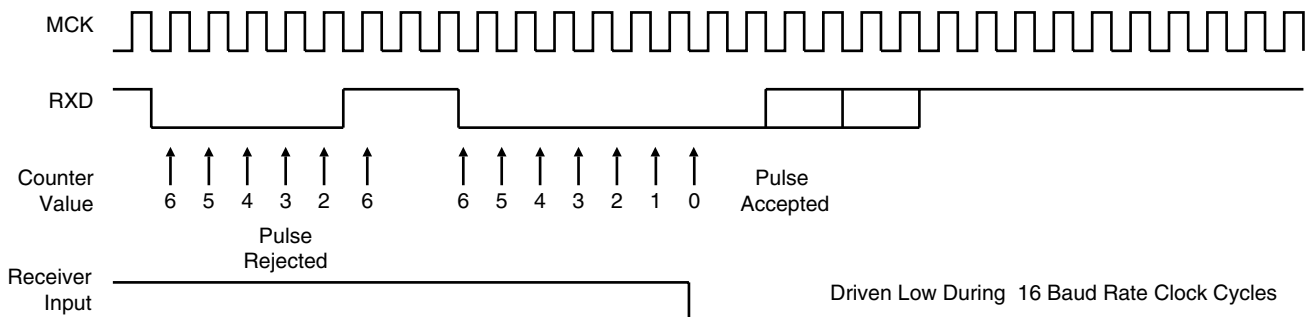 MCK
RXD
Counter
Value
6 5 4 3 2 6 6 5 4 3 2 1 0
Pulse
Accepted
Pulse
Rejected
Receiver
Input
Driven Low During 16 Baud Rate Clock Cycles